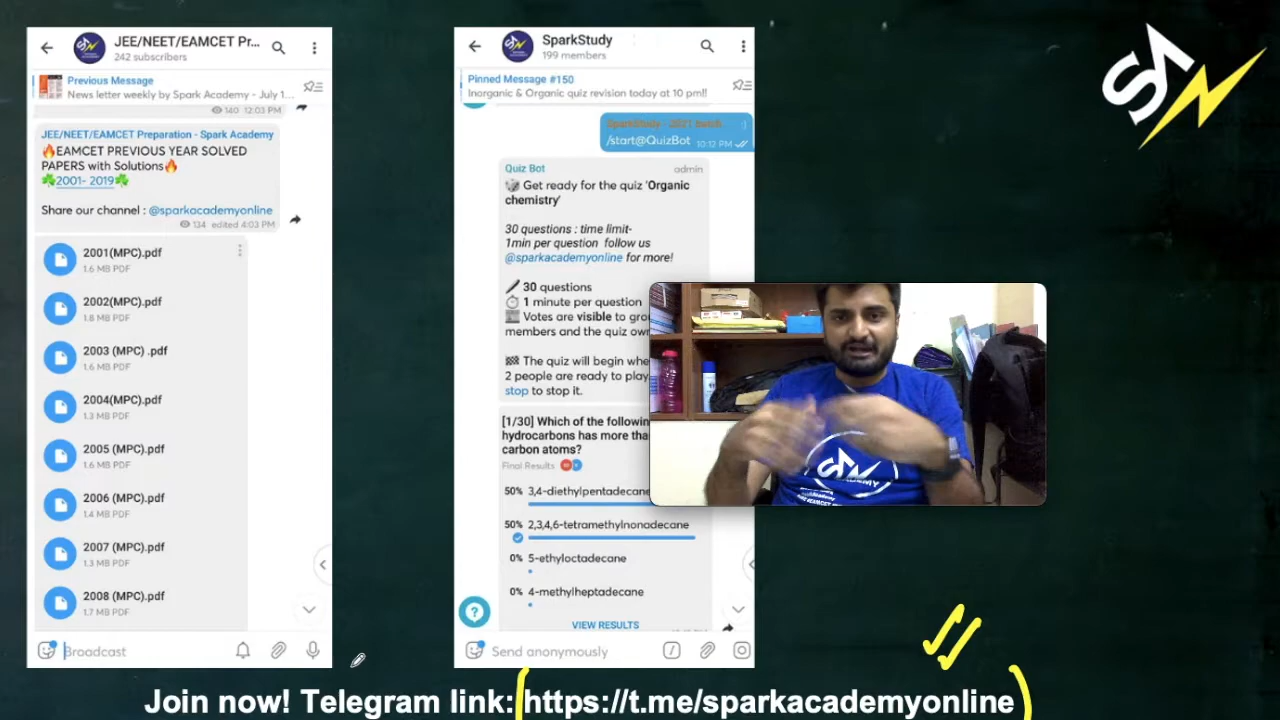 JEE/NEET/EAMCET Pr...
242 subscribers
Previous Message
News letter weekly by Spark Academy - July 1...
140 12:03 PM
JEE/NEET/EAMCET Preparation - Spark Academy
🔥EAMCET PREVIOUS YEAR SOLVED
PAPERS with Solutions🔥
🍀2001- 2019🍀
Share our channel : @sparkacademyonline
134 edited 4:03 PM
2001(MPC).pdf
1.6 MB PDF
2002(MPC).pdf
1.8 MB PDF
2003 (MPC) .pdf
1.6 MB PDF
2004(MPC).pdf
1.3 MB PDF
2005 (MPC).pdf
1.6 MB PDF
2006 (MPC).pdf
1.4 MB PDF
2007 (MPC).pdf
1.3 MB PDF
2008 (MPC).pdf
1.7 MB PDF
Broadcast
SparkStudy
199 members
Pinned Message #150
Inorganic & Organic quiz revision today at 10 pm!!
SparkStudy - 2021 batch
/start@QuizBot 10:12 PM
Quiz Bot admin
🎲 Get ready for the quiz 'Organic
chemistry'
30 questions : time limit-
1min per question follow us
@sparkacademyonline for more!
🖊 30 questions
⏱ 1 minute per question
Votes are visible to
members and the quiz
🏁 The quiz will begin
2 people are ready to play
stop to stop it.
[1/30] Which of the
hydrocarbons has more
carbon atoms?
Final Results
50% 3,4-diethylpentadecane
50% 2,3,4,6-tetramethylnonadecane
0% 5-ethyloctadecane
0% 4-methylheptadecane
VIEW RESULTS
Send anonymously
Join now! Telegram link: (https://t.me/sparkacademyonline)